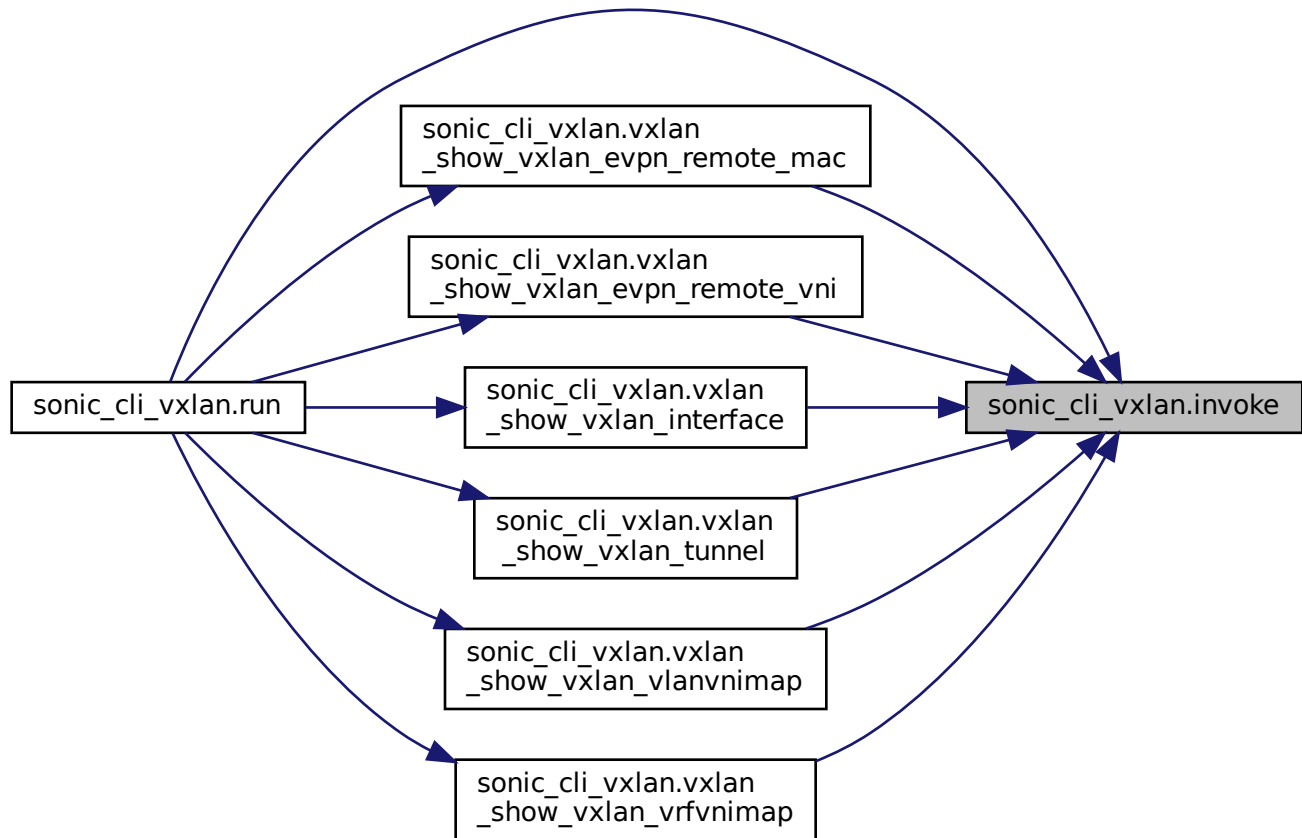 sonic_cli_vxlan.vxlan
_show_vxlan_evpn_remote_mac
sonic_cli_vxlan.vxlan
_show_vxlan_evpn_remote_vni
sonic_cli_vxlan.run
sonic_cli_vxlan.vxlan
_show_vxlan_interface
sonic_cli_vxlan.invoke
sonic_cli_vxlan.vxlan
_show_vxlan_tunnel
sonic_cli_vxlan.vxlan
_show_vxlan_vlanvnimap
sonic_cli_vxlan.vxlan
_show_vxlan_vrfvnimap